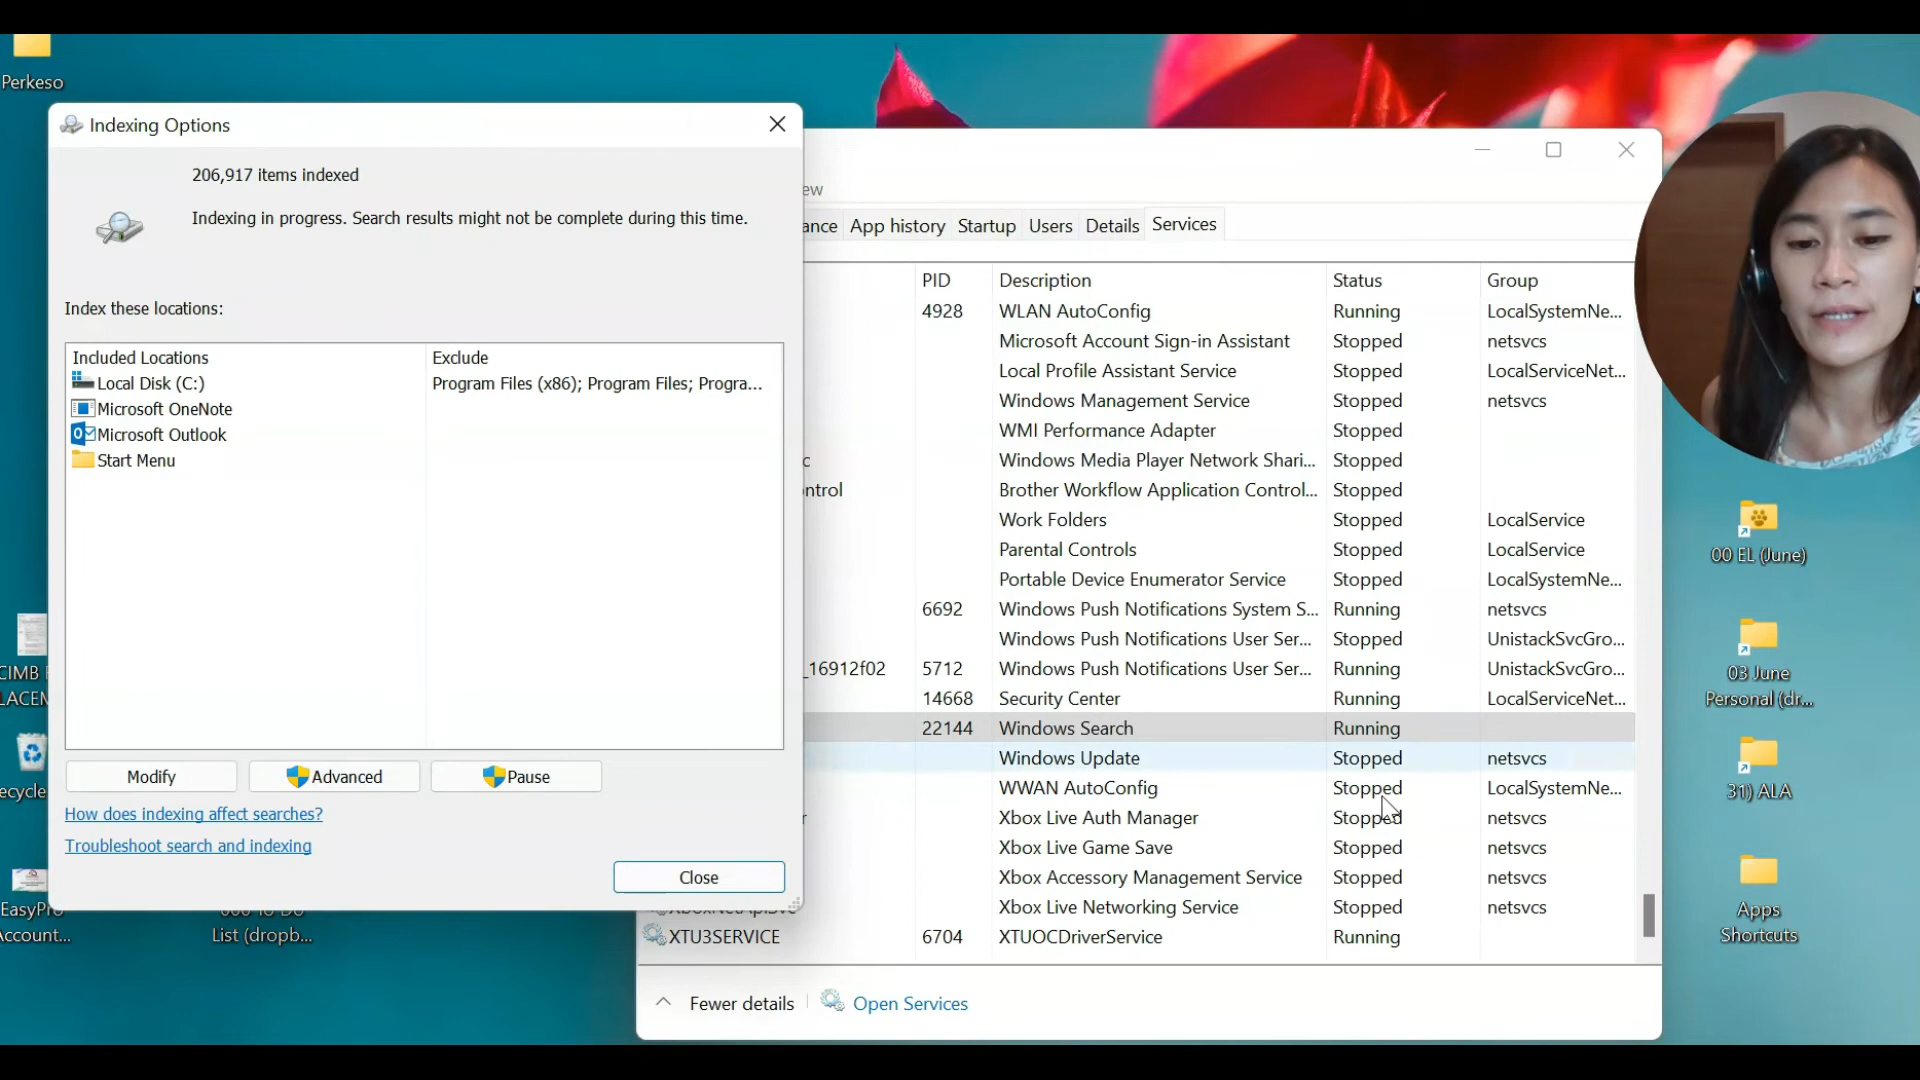 Perkeso
Indexing Options
206,917 items indexed
Indexing in progress. Search results might not be complete during this time.
Index these locations:
Included Locations Exclude
Local Disk (C:) Program Files (x86); Program Files; Progra...
Microsoft OneNote
Microsoft Outlook
Start Menu
Modify Advanced Pause
How does indexing affect searches?
Troubleshoot search and indexing
Close
ew
ance App history Startup Users Details Services
PID Description Status Group
4928 WLAN AutoConfig Running LocalSystemNe...
Microsoft Account Sign-in Assistant Stopped netsvcs
Local Profile Assistant Service Stopped LocalServiceNet...
Windows Management Service Stopped netsvcs
WMI Performance Adapter Stopped
c Windows Media Player Network Shari... Stopped
ontrol Brother Workflow Application Control... Stopped
Work Folders Stopped LocalService
Parental Controls Stopped LocalService
Portable Device Enumerator Service Stopped LocalSystemNe...
6692 Windows Push Notifications System S... Running netsvcs
Windows Push Notifications User Ser... Stopped UnistackSvcGro...
_16912f02 5712 Windows Push Notifications User Ser... Running UnistackSvcGro...
14668 Security Center Running LocalServiceNet...
22144 Windows Search Running
Windows Update Stopped netsvcs
WWAN AutoConfig Stopped LocalSystemNe...
r Xbox Live Auth Manager Stopped netsvcs
Xbox Live Game Save Stopped netsvcs
Xbox Accessory Management Service Stopped netsvcs
XboxNetApiSvc Xbox Live Networking Service Stopped netsvcs
XTU3SERVICE 6704 XTUOCDriverService Running
Fewer details Open Services
CIMB
LACEM
ecycle
EasyPro
Account...
List (dropb...
00 EL (June)
03 June
Personal (dr...
31) ALA
Apps
Shortcuts